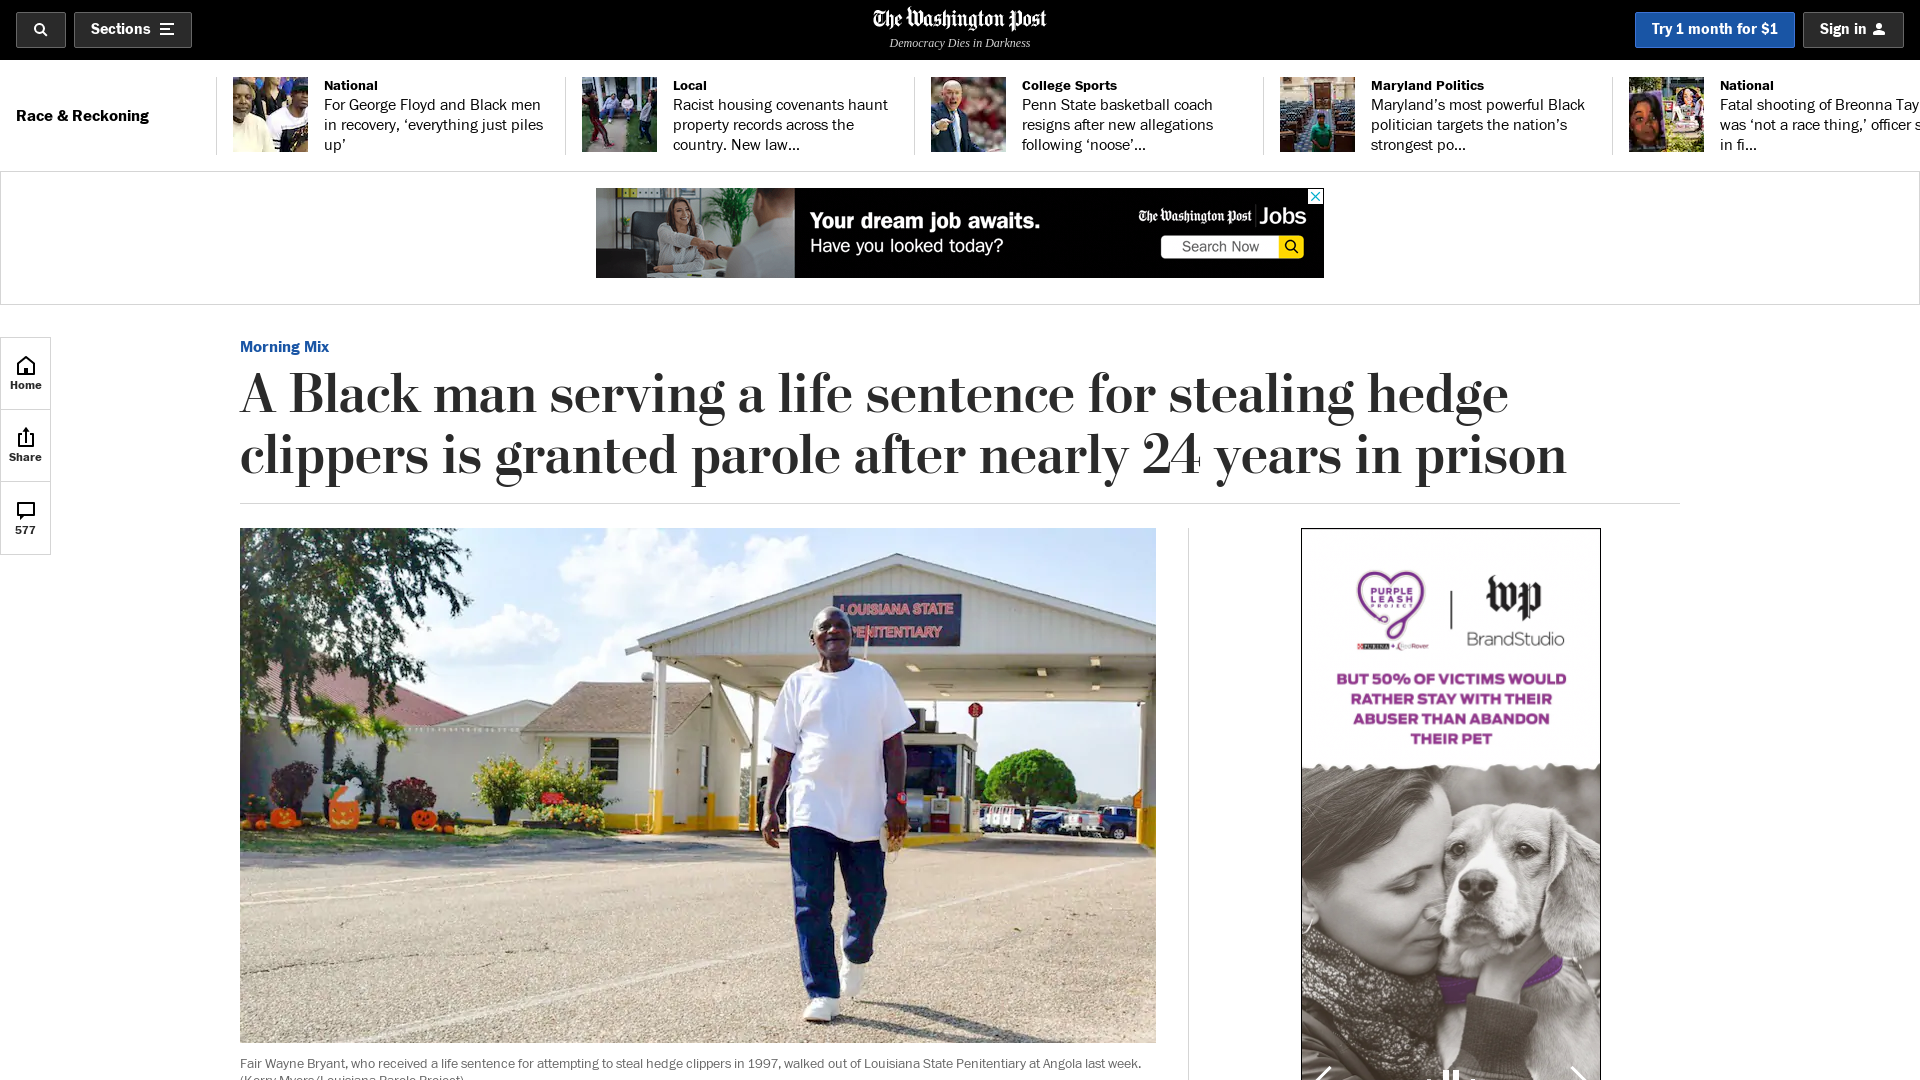 Sections
The Washington Post
Democracy Dies in Darkness
Try 1 month for $1
Sign in
Race & Reckoning
National
For George Floyd and Black men
in recovery, ‘everything just piles
up’
Local
Racist housing covenants haunt
property records across the
country. New law...
College Sports
Penn State basketball coach
resigns after new allegations
following ‘noose’...
Maryland Politics
Maryland’s most powerful Black
politician targets the nation’s
strongest po...
National
Fatal shooting of Breonna Tay
was ‘not a race thing,’ officer s
in fi...
Your dream job awaits.
Have you looked today?
The Washington Post Jobs
Search Now
Home
Share
577
Morning Mix
A Black man serving a life sentence for stealing hedge
clippers is granted parole after nearly 24 years in prison
LOUISIANA STATE
PENITENTIARY
PURPLE
LEASH
PROJECT
PURINA
wp
BrandStudio
BUT 50% OF VICTIMS WOULD
RATHER STAY WITH THEIR
ABUSER THAN ABANDON
THEIR PET
Fair Wayne Bryant, who received a life sentence for attempting to steal hedge clippers in 1997, walked out of Louisiana State Penitentiary at Angola last week.
(Kerry Myers/Louisiana Parole Project)